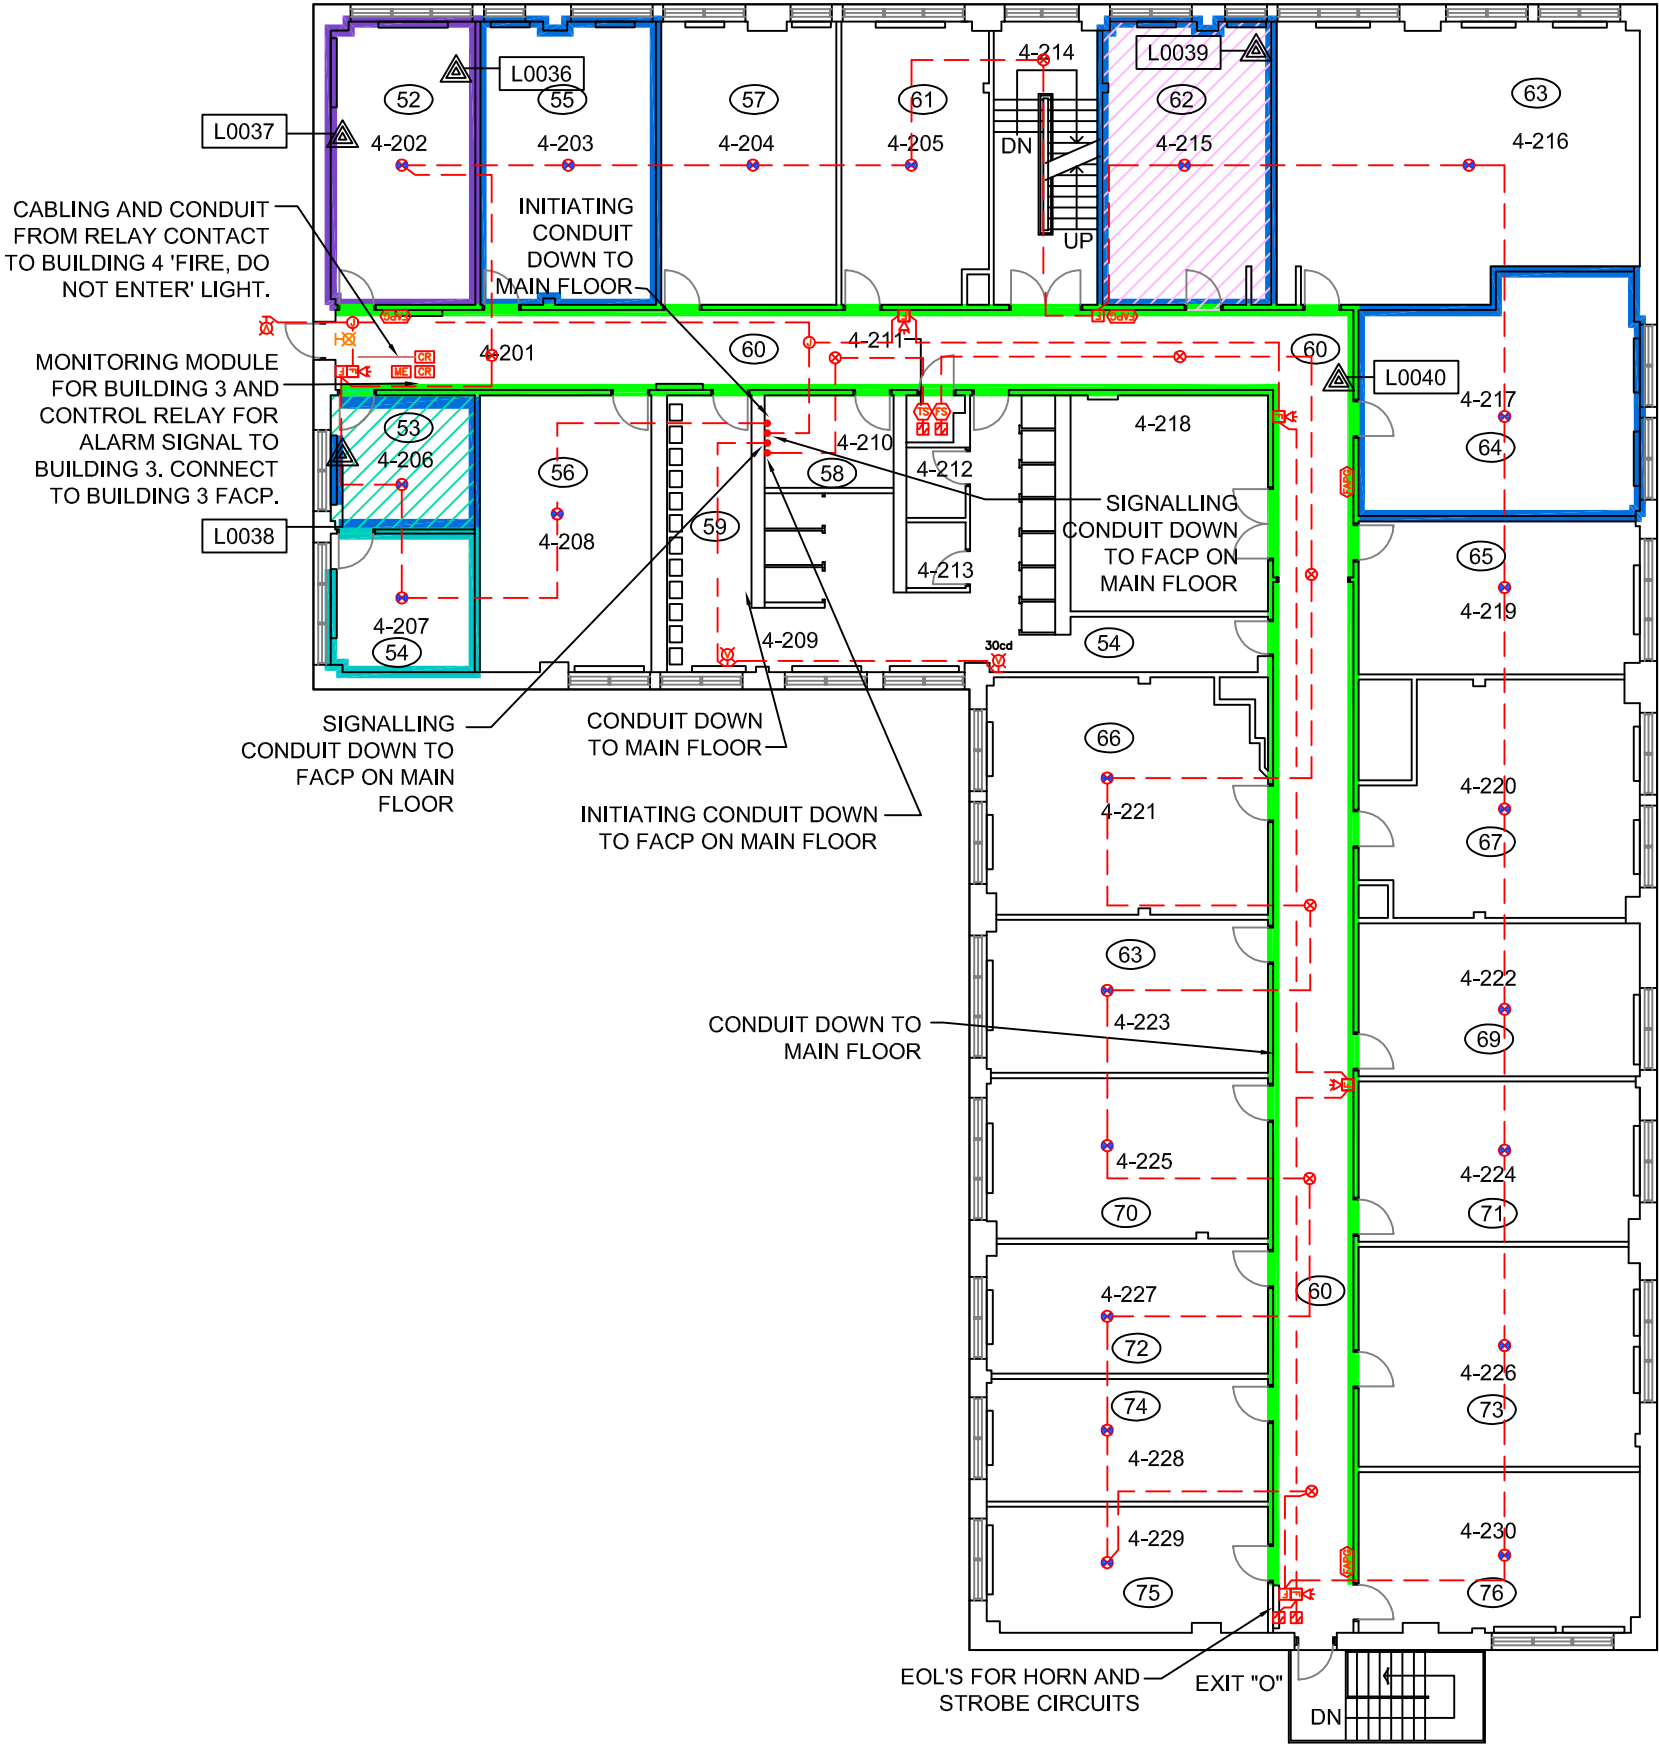 4-214
L0039
L0036
52
55
57
61
62
63
L0037
4-202
4-203
4-204
4-205
DN
4-215
4-216
CABLING AND CONDUIT
FROM RELAY CONTACT
TO BUILDING 4 'FIRE, DO
NOT ENTER' LIGHT.
INITIATING
CONDUIT
DOWN TO
MAIN FLOOR
UP
FAPG
F
F
FAPG
J
H
J
4-201
60
4-211
60
CR
ME
CR
F
F
MONITORING MODULE
FOR BUILDING 3 AND
CONTROL RELAY FOR
ALARM SIGNAL TO
BUILDING 3. CONNECT
TO BUILDING 3 FACP.
L0040
4-217
64
53
4-206
TS
FS
F
4-210
58
4-218
4-212
56
FAPG
SIGNALLING
CONDUIT DOWN
TO FACP ON
MAIN FLOOR
L0038
59
4-208
65
4-213
4-219
4-207
54
4-209
V
30cd
V
54
SIGNALLING
CONDUIT DOWN TO
FACP ON MAIN
FLOOR
CONDUIT DOWN
TO MAIN FLOOR
66
INITIATING CONDUIT DOWN
TO FACP ON MAIN FLOOR
4-221
4-220
67
63
4-223
4-222
69
CONDUIT DOWN TO
MAIN FLOOR
F
4-225
4-224
70
71
60
4-227
72
4-226
73
74
4-228
4-229
4-230
FAPG
75
76
F
F
EOL'S FOR HORN AND
STROBE CIRCUITS
EXIT "O"
DN